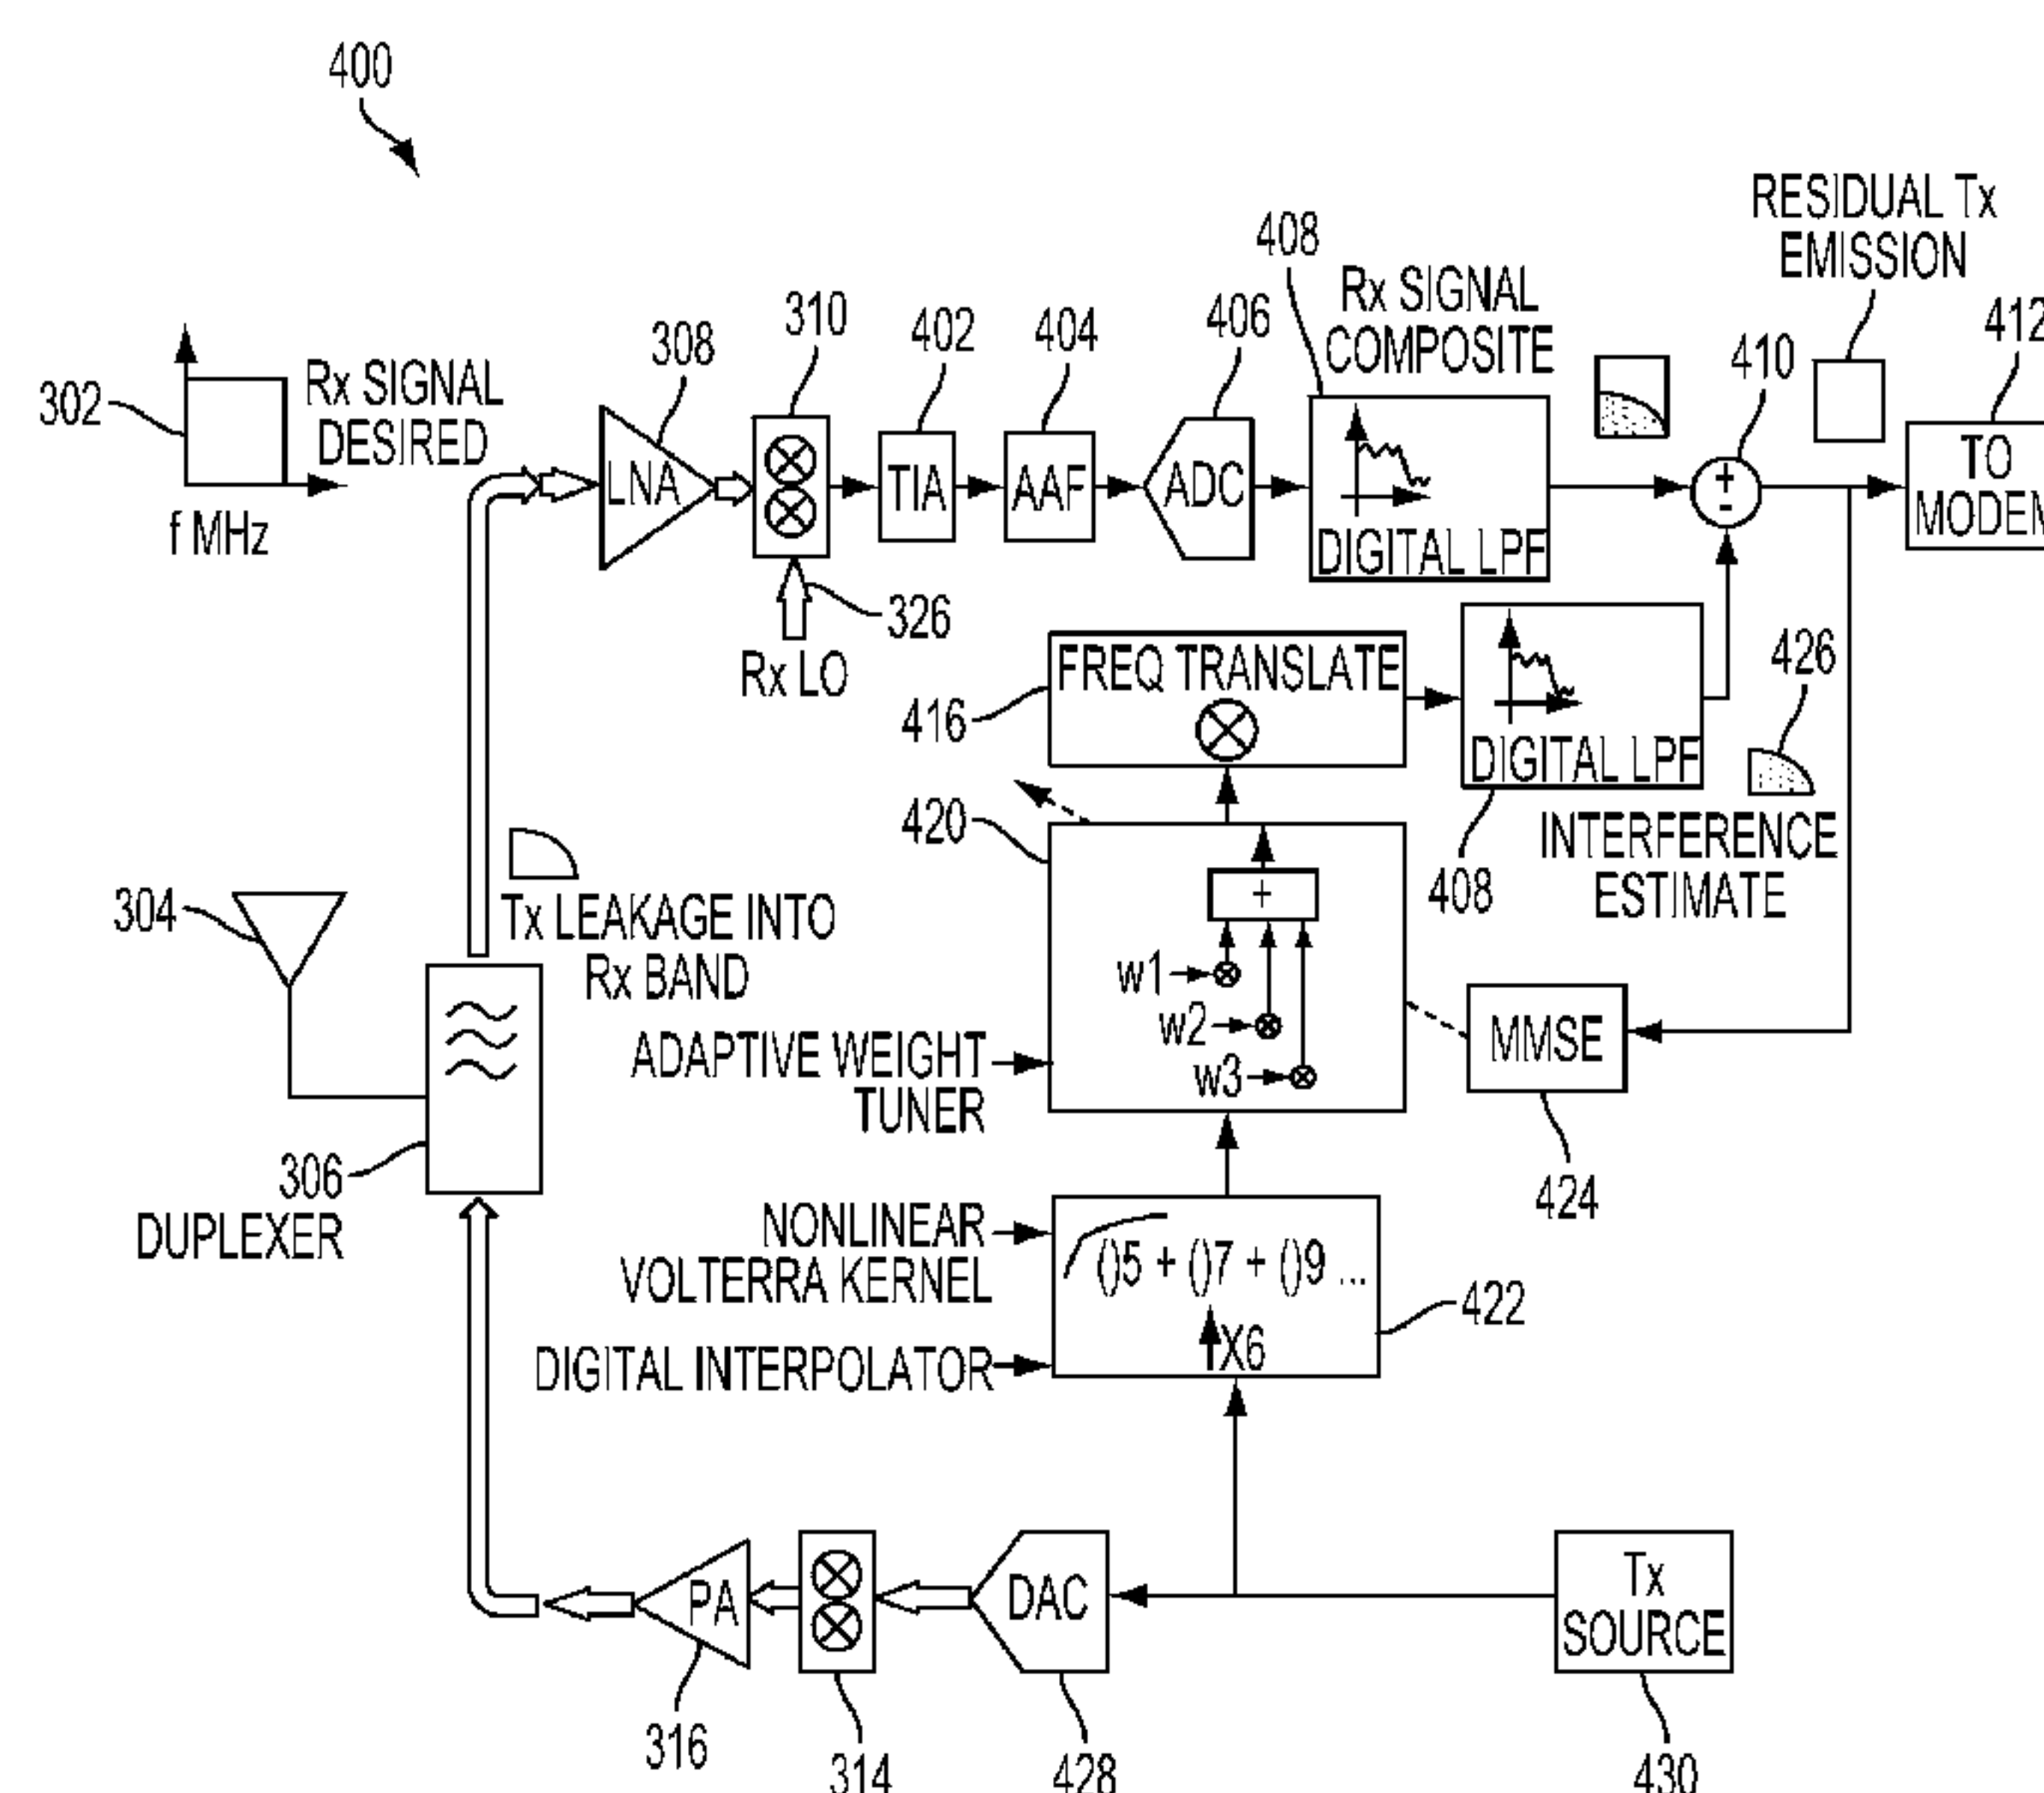 400
RESIDUAL Tx
EMISSION
408
Rx SIGNAL
COMPOSITE
310
402
404
406
308
410
412
302
Rx SIGNAL
DESIRED
f MHz
LNA
TIA
AAF
ADC
DIGITAL LPF
+
-
TO
326
Rx LO
FREQ TRANSLATE
416
426
DIGITAL LPF
420
408
INTERFERENCE
ESTIMATE
304
Tx LEAKAGE INTO
Rx BAND
+
w1
w2
w3
ADAPTIVE WEIGHT
TUNER
MMSE
424
306
DUPLEXER
NONLINEAR
VOLTERRA KERNEL
()5 + ()7 + ()9 ...
X6
422
DIGITAL INTERPOLATOR
PA
DAC
Tx
SOURCE
316
314
428
430